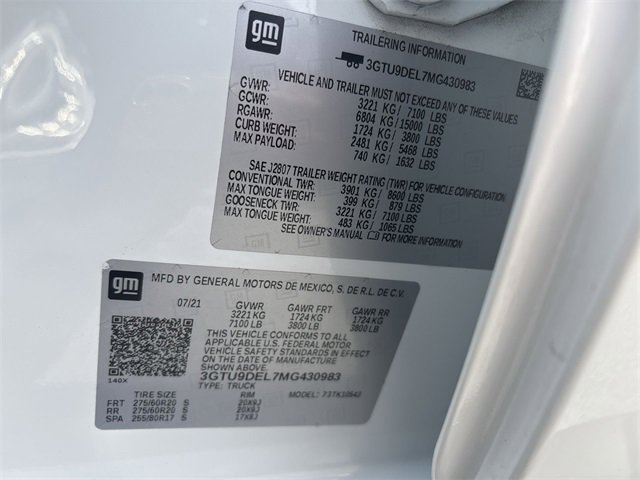 gm
TRAILERING INFORMATION
3GTU9DEL7MG430983
VEHICLE AND TRAILER MUST NOT EXCEED ANY OF THESE VALUES
GVWR: 3221 KG/ 7100 LBS
GCWR: 6804 KG/ 15000 LBS
RGAWR: 1724 KG/ 3800 LBS
CURB WEIGHT: 2481 KG/ 5468 LBS
MAX PAYLOAD: 740 KG/ 1632 LBS
SAE J2807 TRAILER WEIGHT RATING (TWR) FOR VEHICLE CONFIGURATION
CONVENTIONAL TWR: 3901 KG/ 8600 LBS
MAX TONGUE WEIGHT: 399 KG/ 879 LBS
GOOSENECK TWR: 3221 KG/ 7100 LBS
MAX TONGUE WEIGHT: 483 KG/ 1065 LBS
SEE OWNER'S MANUAL FOR MORE INFORMATION
gm
MFD BY GENERAL MOTORS DE MEXICO, S. DE R.L. DE C.V.
07/21 GVWR GAWR FRT GAWR RR
3221 KG 1724 KG 1724 KG
7100 LB 3800 LB 3800 LB
THIS VEHICLE CONFORMS TO ALL
APPLICABLE U.S. FEDERAL MOTOR
VEHICLE SAFETY STANDARDS IN EFFECT
ON THE DATE OF MANUFACTURE
SHOWN ABOVE.
3GTU9DEL7MG430983
140X TYPE: TRUCK MODEL:
TIRE SIZE RIM
FRT 275/60R20 S 20X9J
RR 275/60R20 S 20X9J
SPA 255/80R17 S 17X8J